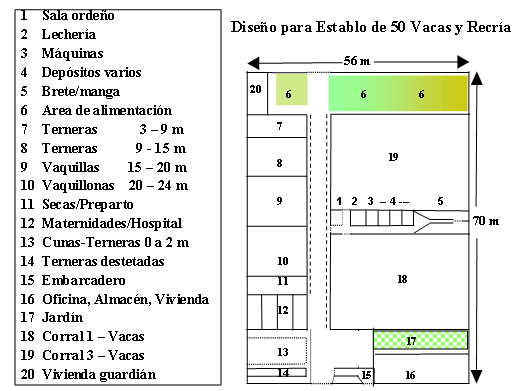 Diseño para Establo de 50 Vacas y Recría
1 Sala ordeño
2 Lechería
3 Máquinas
4 Depósitos varios
5 Brete/manga
6 Area de alimentación
7 Terneras 3 – 9 m
8 Terneras 9 - 15 m
9 Vaquillas 15 – 20 m
10 Vaquillonas 20 – 24 m
11 Secas/Preparto
12 Maternidades/Hospital
13 Cunas-Terneras 0 a 2 m
14 Terneras destetadas
15 Embarcadero
16 Oficina, Almacén, Vivienda
17 Jardín
18 Corral 1 – Vacas
19 Corral 3 – Vacas
20 Vivienda guardián
56 m
20 6 6 6
7
8 19
9
1 2 3 – 4 -– 5
70 m
10 18
11
12
17
13
14 15 16